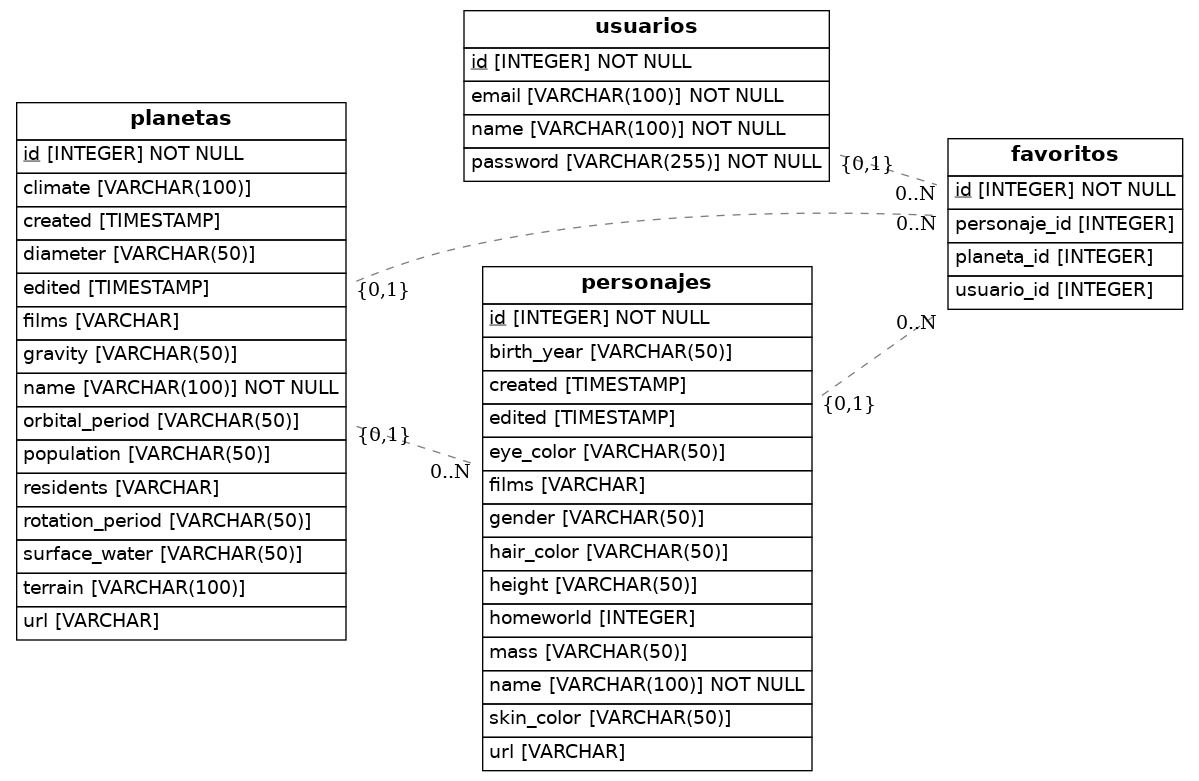 usuarios
id [INTEGER] NOT NULL
email [VARCHAR(100)] NOT NULL
name [VARCHAR(100)] NOT NULL
password [VARCHAR(255)] NOT NULL
planetas
id [INTEGER] NOT NULL
climate [VARCHAR(100)]
created [TIMESTAMP]
diameter [VARCHAR(50)]
edited [TIMESTAMP]
films [VARCHAR]
gravity [VARCHAR(50)]
name [VARCHAR(100)] NOT NULL
orbital_period [VARCHAR(50)]
population [VARCHAR(50)]
residents [VARCHAR]
rotation_period [VARCHAR(50)]
surface_water [VARCHAR(50)]
terrain [VARCHAR(100)]
url [VARCHAR]
favoritos
id [INTEGER] NOT NULL
personaje_id [INTEGER]
planeta_id [INTEGER]
usuario_id [INTEGER]
personajes
id [INTEGER] NOT NULL
birth_year [VARCHAR(50)]
created [TIMESTAMP]
edited [TIMESTAMP]
eye_color [VARCHAR(50)]
films [VARCHAR]
gender [VARCHAR(50)]
hair_color [VARCHAR(50)]
height [VARCHAR(50)]
homeworld [INTEGER]
mass [VARCHAR(50)]
name [VARCHAR(100)] NOT NULL
skin_color [VARCHAR(50)]
url [VARCHAR]
{0,1}
0..N
0..N
{0,1}
0..N
{0,1}
{0,1}
0..N